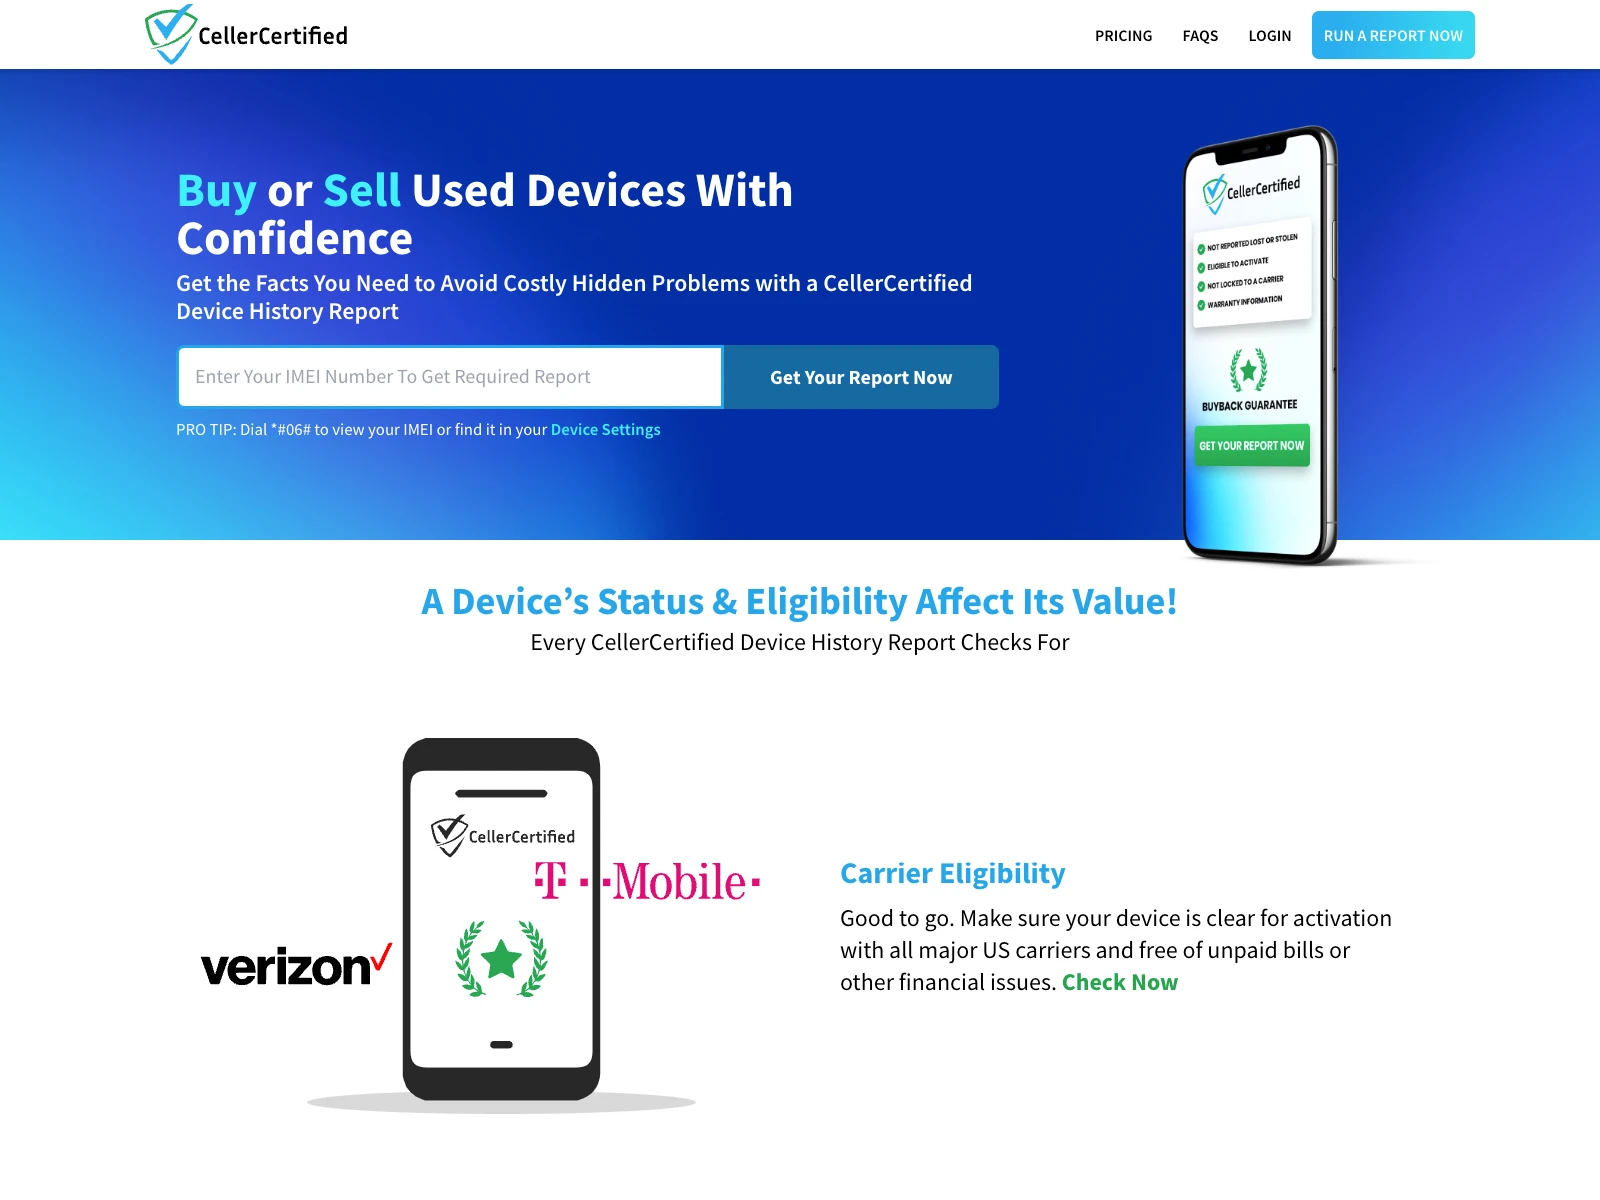 CellerCertified
PRICING
FAQS
LOGIN
RUN A REPORT NOW
Buy or Sell Used Devices With
Confidence
Get the Facts You Need to Avoid Costly Hidden Problems with a CellerCertified
Device History Report
Enter Your IMEI Number To Get Required Report
Get Your Report Now
PRO TIP: Dial *#06# to view your IMEI or find it in your Device Settings
CellerCertified
NOT REPORTED LOST OR STOLEN
ELIGIBLE TO ACTIVATE
NOT LOCKED TO A CARRIER
WARRANTY INFORMATION
BUYBACK GUARANTEE
GET YOUR REPORT NOW
A Device’s Status & Eligibility Affect Its Value!
Every CellerCertified Device History Report Checks For
CellerCertified
T Mobile
verizon
Carrier Eligibility
Good to go. Make sure your device is clear for activation
with all major US carriers and free of unpaid bills or
other financial issues. Check Now